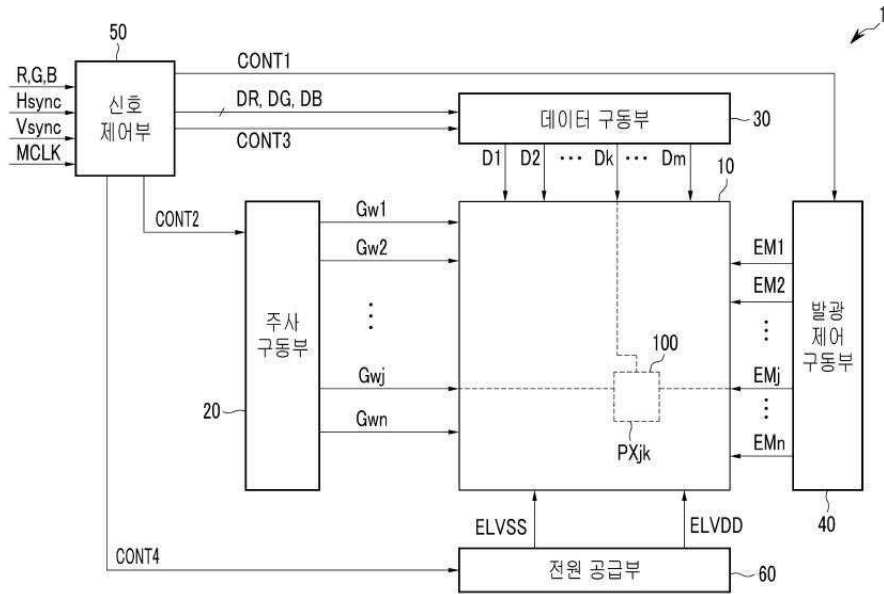 1
50
R,G,B
Hsync
Vsync
MCLK
신호
제어부
CONT1
DR, DG, DB
CONT3
데이터 구동부
30
D1 D2 ··· Dk ··· Dm
10
CONT2
Gw1
Gw2
⋮
Gwj
Gwn
주사
구동부
20
100
PXjk
EM1
EM2
⋮
EMj
⋮
EMn
발광
제어
구동부
40
ELVSS
ELVDD
CONT4
전원 공급부
60